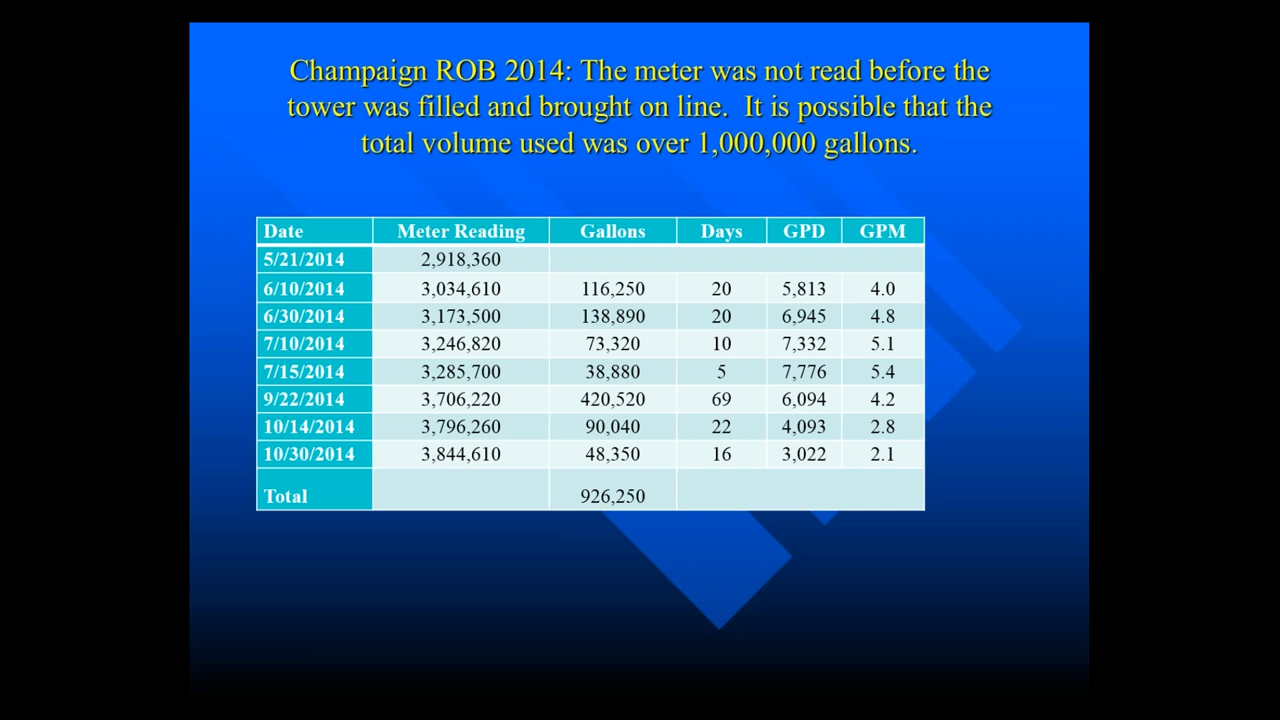 Champaign ROB 2014: The meter was not read before the
tower was filled and brought on line. It is possible that the
total volume used was over 1,000,000 gallons.
Date Meter Reading Gallons Days GPD GPM
5/21/2014 2,918,360
6/10/2014 3,034,610 116,250 20 5,813 4.0
6/30/2014 3,173,500 138,890 20 6,945 4.8
7/10/2014 3,246,820 73,320 10 7,332 5.1
7/15/2014 3,285,700 38,880 5 7,776 5.4
9/22/2014 3,706,220 420,520 69 6,094 4.2
10/14/2014 3,796,260 90,040 22 4,093 2.8
10/30/2014 3,844,610 48,350 16 3,022 2.1
Total 926,250